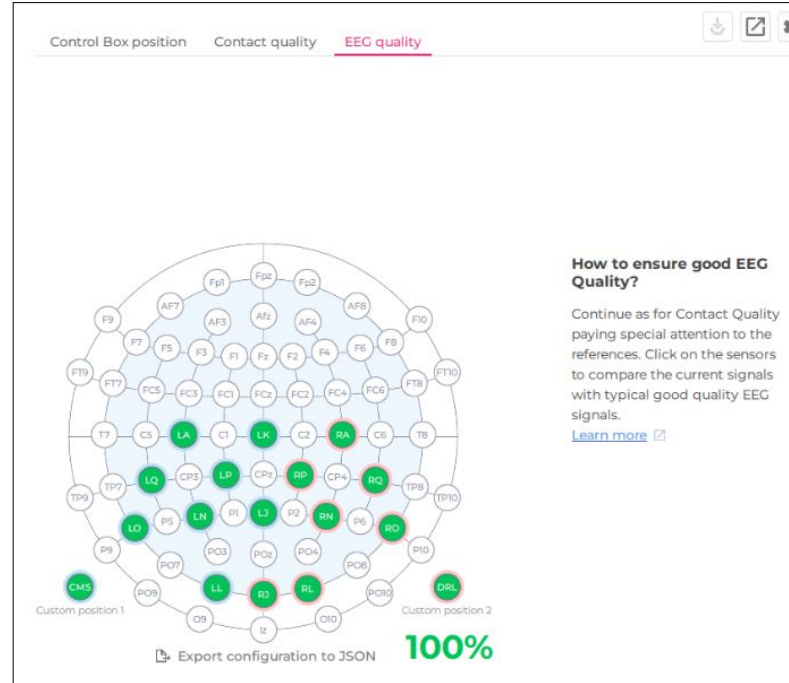 Control Box position Contact quality EEG quality
Fpz
Fp1 Fp2
AF7 AF8
F9 AF3 Afz AF4 F10
F7 F5 F3 F1 Fz F2 F4 F6 F8
FT9 FT7 FC5 FC3 FC1 FCz FC2 FC4 FC6 FT8 FT10
T7 C5 LA C1 LK C2 RA C6 T8
TP9 TP7 LQ CP3 LP CPz RP CP4 RQ TP8 TP10
LO P5 LN P1 LJ P2 RN P6 RO
P9 PO7 PO3 POz PO4 PO8 P10
CMS PO9 LL RJ RL PO10 DRL
Custom position 1 Custom position 2
O9 Iz O10
Export configuration to JSON 100%
How to ensure good EEG
Quality?
Continue as for Contact Quality
paying special attention to the
references. Click on the sensors
to compare the current signals
with typical good quality EEG
signals.
Learn more